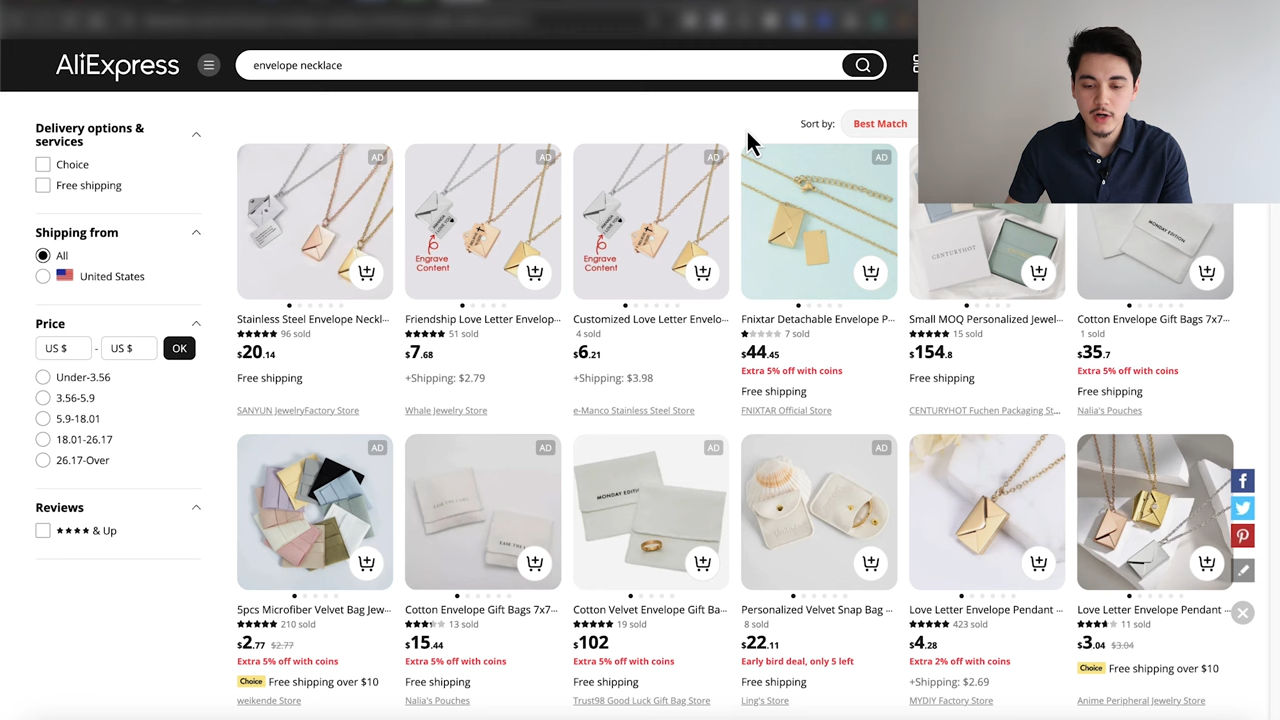 AliExpress
envelope necklace
Delivery options &
services
Choice
Free shipping
Shipping from
All
United States
Price
US $ - US $ OK
Under-3.56
3.56-5.9
5.9-18.01
18.01-26.17
26.17-Over
Reviews
& Up
Sort by: Best Match
AD
Stainless Steel Envelope Neckl...
96 sold
$20.14
Free shipping
SANYUN JewelryFactory Store
AD
Engrave
Content
Friendship Love Letter Envelop...
51 sold
$7.68
+Shipping: $2.79
Whale Jewelry Store
AD
Engrave
Content
Customized Love Letter Envelo...
4 sold
$6.21
+Shipping: $3.98
e-Manco Stainless Steel Store
AD
Fnixtar Detachable Envelope P...
7 sold
$44.45
Extra 5% off with coins
Free shipping
FNIXTAR Official Store
CENTURYHOT
Small MOQ Personalized Jewel...
15 sold
$154.8
Free shipping
CENTURYHOT Fuchen Packaging St...
MONDAY EDITION
Cotton Envelope Gift Bags 7x7...
1 sold
$35.7
Extra 5% off with coins
Free shipping
Nalia's Pouches
AD
5pcs Microfiber Velvet Bag Jew...
210 sold
$2.77 $2.77
Extra 5% off with coins
Choice Free shipping over $10
weikende Store
AD
Cotton Envelope Gift Bags 7x7...
13 sold
$15.44
Extra 5% off with coins
Free shipping
Nalia's Pouches
AD
MONDAY EDITI
Cotton Velvet Envelope Gift Ba...
19 sold
$102
Extra 5% off with coins
Free shipping
Trust98 Good Luck Gift Bag Store
AD
Personalized Velvet Snap Bag ...
8 sold
$22.11
Early bird deal, only 5 left
Free shipping
Ling's Store
Love Letter Envelope Pendant ...
423 sold
$4.28
Extra 2% off with coins
+Shipping: $2.69
MYDIY Factory Store
Love Letter Envelope Pendant ...
11 sold
$3.04 $3.04
Choice Free shipping over $10
Anime Peripheral Jewelry Store